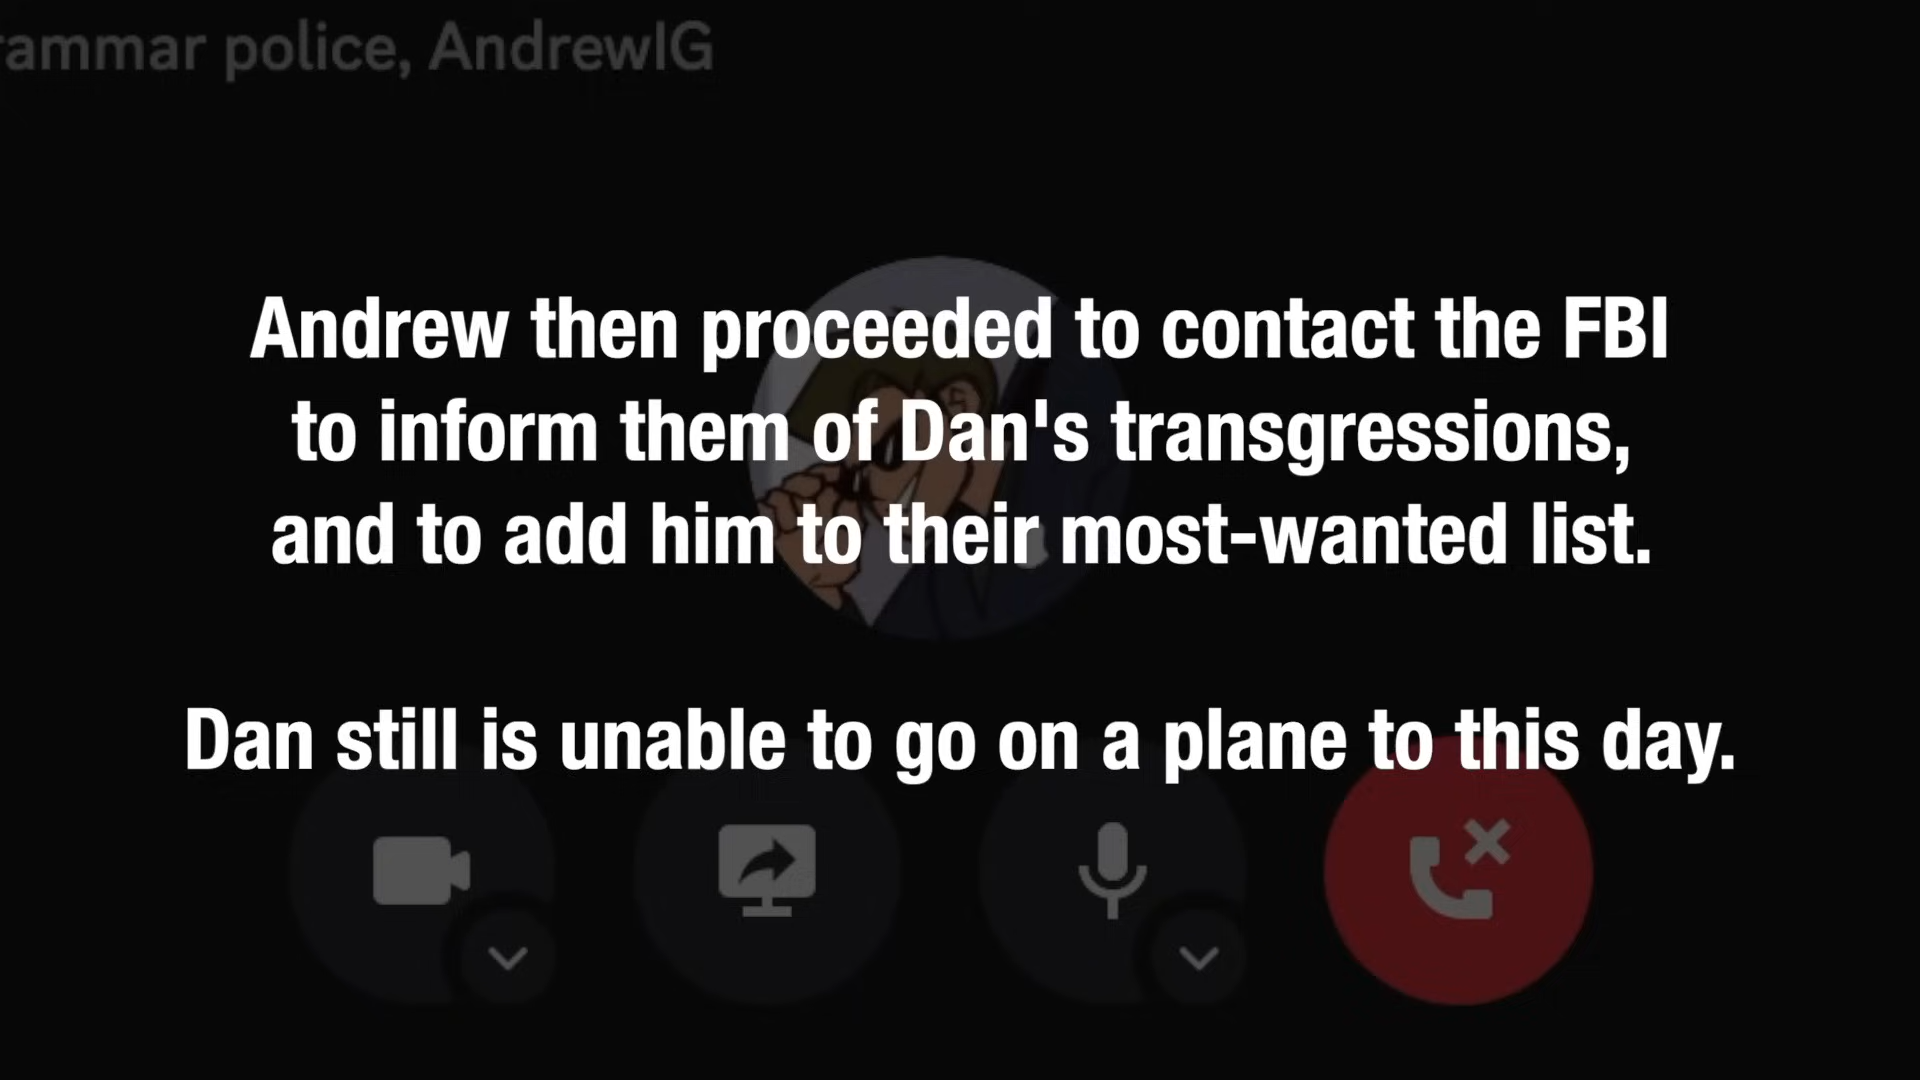 rammar police, AndrewIG
Andrew then proceeded to contact the FBI
to inform them of Dan's transgressions,
and to add him to their most-wanted list.
Dan still is unable to go on a plane to this day.